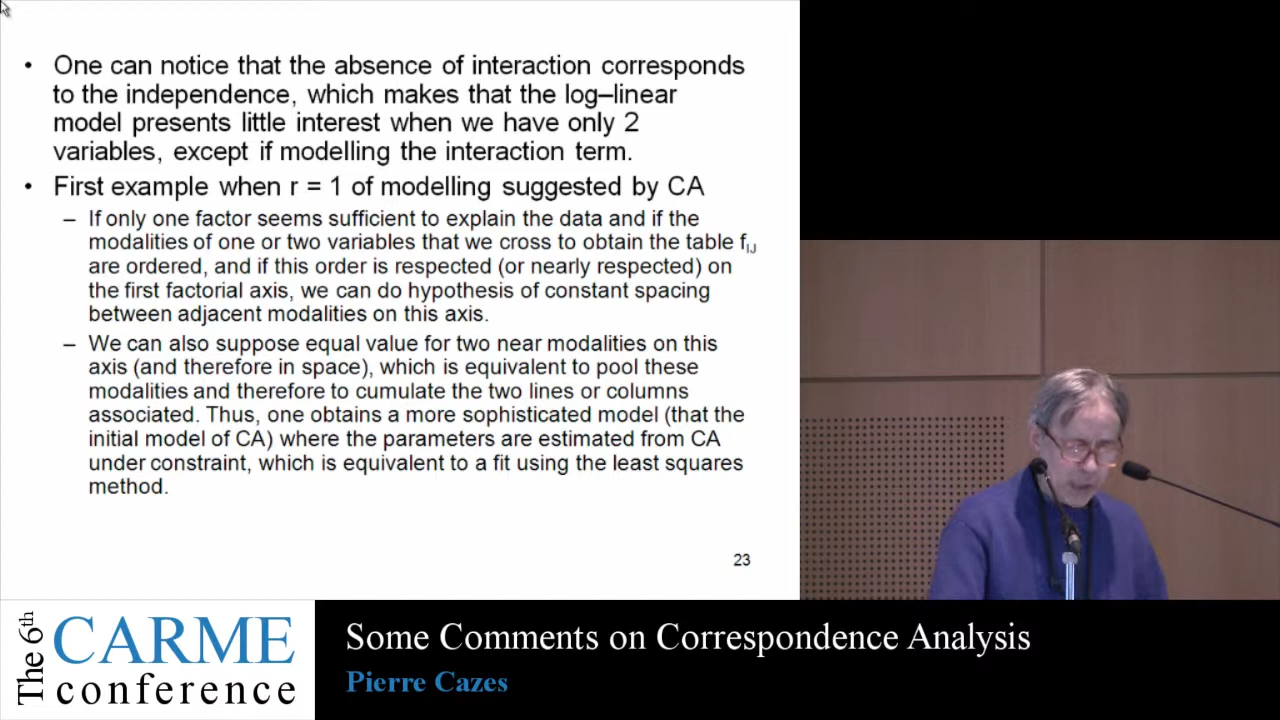 • One can notice that the absence of interaction corresponds
to the independence, which makes that the log–linear
model presents little interest when we have only 2
variables, except if modelling the interaction term.
• First example when r = 1 of modelling suggested by CA
– If only one factor seems sufficient to explain the data and if the
modalities of one or two variables that we cross to obtain the table fIJ
are ordered, and if this order is respected (or nearly respected) on
the first factorial axis, we can do hypothesis of constant spacing
between adjacent modalities on this axis.
– We can also suppose equal value for two near modalities on this
axis (and therefore in space), which is equivalent to pool these
modalities and therefore to cumulate the two lines or columns
associated. Thus, one obtains a more sophisticated model (that the
initial model of CA) where the parameters are estimated from CA
under constraint, which is equivalent to a fit using the least squares
method.
23
The 6th
CARME
conference
Some Comments on Correspondence Analysis
Pierre Cazes